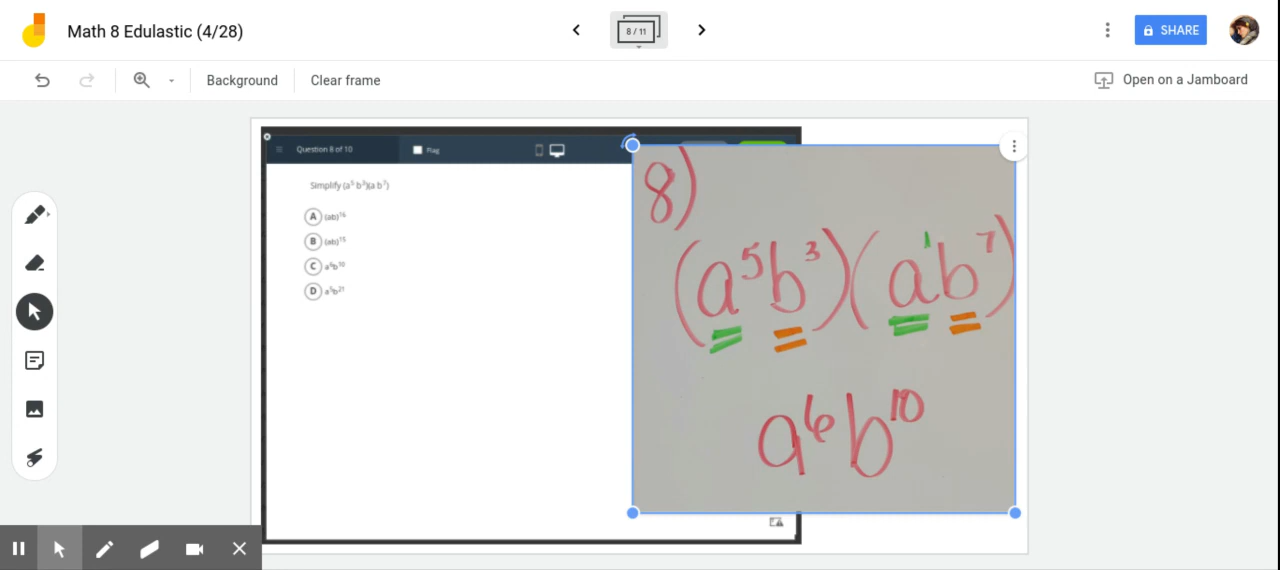 Math 8 Edulastic (4/28)
8 / 11
SHARE
Background
Clear frame
Open on a Jamboard
Question 8 of 10
Flag
Simplify (a⁵ b³)(a b⁷)
A (ab)¹⁶
B (ab)¹⁵
C a⁶b¹⁰
D a⁵b²¹
8)
(a⁵b³)(a¹b⁷)
a⁶b¹⁰